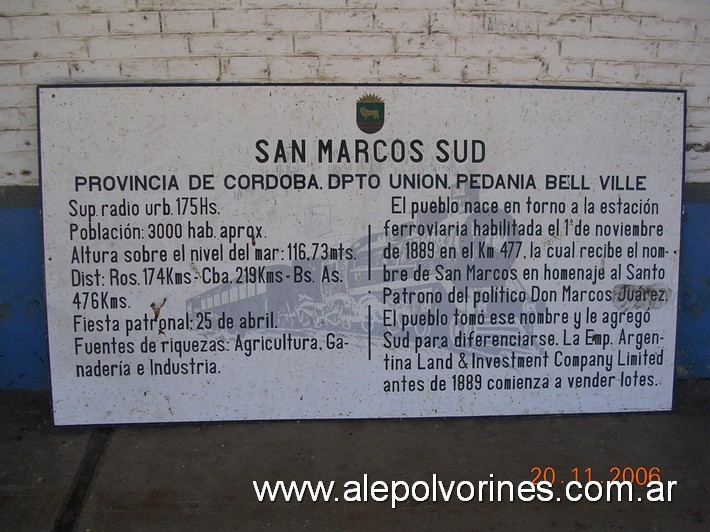 SAN MARCOS SUD
PROVINCIA DE CORDOBA. DPTO UNION. PEDANIA BELL VILLE
Sup. radio urb. 175Hs.
Población: 3000 hab. aprox.
Altura sobre el nivel del mar: 116,73mts.
Dist: Ros. 174Kms - Cba. 219Kms - Bs. As.
476Kms.
Fiesta patronal: 25 de abril.
Fuentes de riquezas: Agricultura, Ga-
nadería e Industria.
El pueblo nace en torno a la estación
ferroviaria habilitada el 1º de noviembre
de 1889 en el Km 477, la cual recibe el nom-
bre de San Marcos en homenaje al Santo
Patrono del político Don Marcos Juárez.
El pueblo tomó ese nombre y le agregó
Sud para diferenciarse. La Emp. Argen-
tina Land & Investment Company Limited
antes de 1889 comienza a vender lotes.
20.11.2006
www.alepolvorines.com.ar